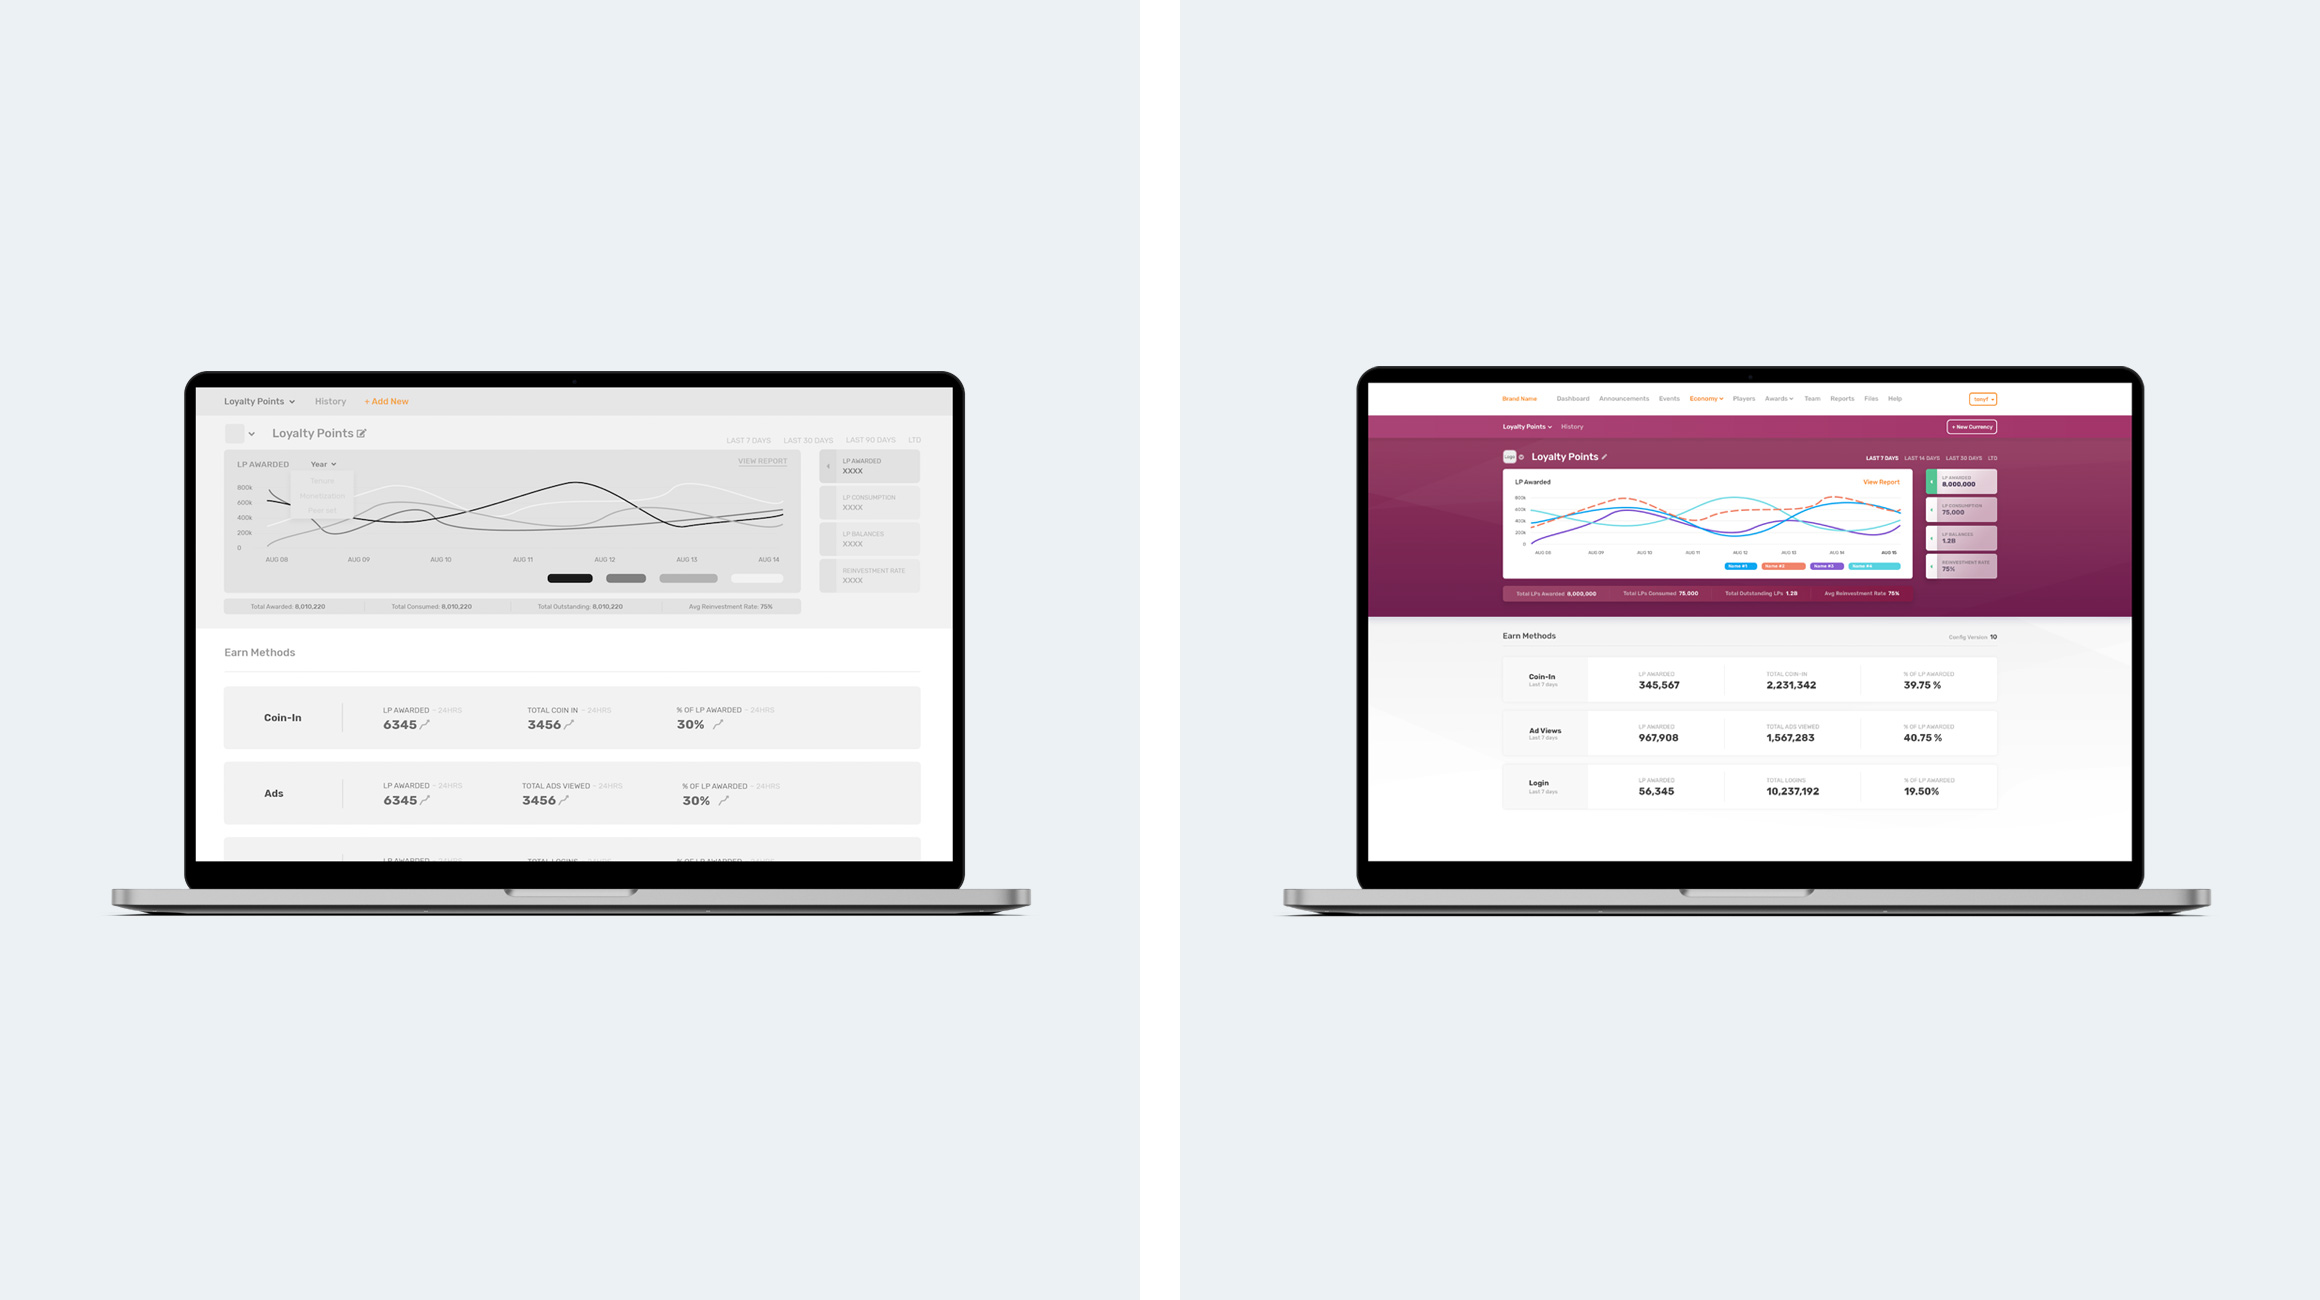 Loyalty Points
History
+ Add New
Loyalty Points
LAST 7 DAYS
LAST 30 DAYS
LAST 90 DAYS
LTD
LP AWARDED
Year
VIEW REPORT
Tenure
Monetization
Peer set
800k
600k
400k
200k
0
AUG 08
AUG 09
AUG 10
AUG 11
AUG 12
AUG 13
AUG 14
LP AWARDED
XXXX
LP CONSUMPTION
XXXX
LP BALANCES
XXXX
REINVESTMENT RATE
XXXX
Total Awarded: 8,010,220
Total Consumed: 8,010,220
Total Outstanding: 8,010,220
Avg Reinvestment Rate: 75%
Earn Methods
Coin-In
LP AWARDED - 24HRS
6345
TOTAL COIN IN - 24HRS
3456
% OF LP AWARDED - 24HRS
30%
Ads
LP AWARDED - 24HRS
6345
TOTAL ADS VIEWED - 24HRS
3456
% OF LP AWARDED - 24HRS
30%
LP AWARDED - 24HRS
TOTAL LOGINS - 24HRS
% OF LP AWARDED - 24HRS
Brand Name
Dashboard
Announcements
Events
Economy
Players
Awards
Team
Reports
Files
Help
tonyf
Loyalty Points
History
+ New Currency
Logo
Loyalty Points
LAST 7 DAYS
LAST 14 DAYS
LAST 30 DAYS
LTD
LP Awarded
View Report
800k
600k
400k
200k
0
AUG 08
AUG 09
AUG 10
AUG 11
AUG 12
AUG 13
AUG 14
AUG 15
Name #1
Name #2
Name #3
Name #4
LP AWARDED
8,000,000
LP CONSUMPTION
75,000
LP BALANCES
1.2B
REINVESTMENT RATE
75%
Total LPs Awarded 8,000,000
Total LPs Consumed 75,000
Total Outstanding LPs 1.2B
Avg Reinvestment Rate 75%
Earn Methods
Config Version 10
Coin-In
Last 7 days
LP AWARDED
345,567
TOTAL COIN-IN
2,231,342
% OF LP AWARDED
39.75 %
Ad Views
Last 7 days
LP AWARDED
967,908
TOTAL ADS VIEWED
1,567,283
% OF LP AWARDED
40.75 %
Login
Last 7 days
LP AWARDED
56,345
TOTAL LOGINS
10,237,192
% OF LP AWARDED
19.50%